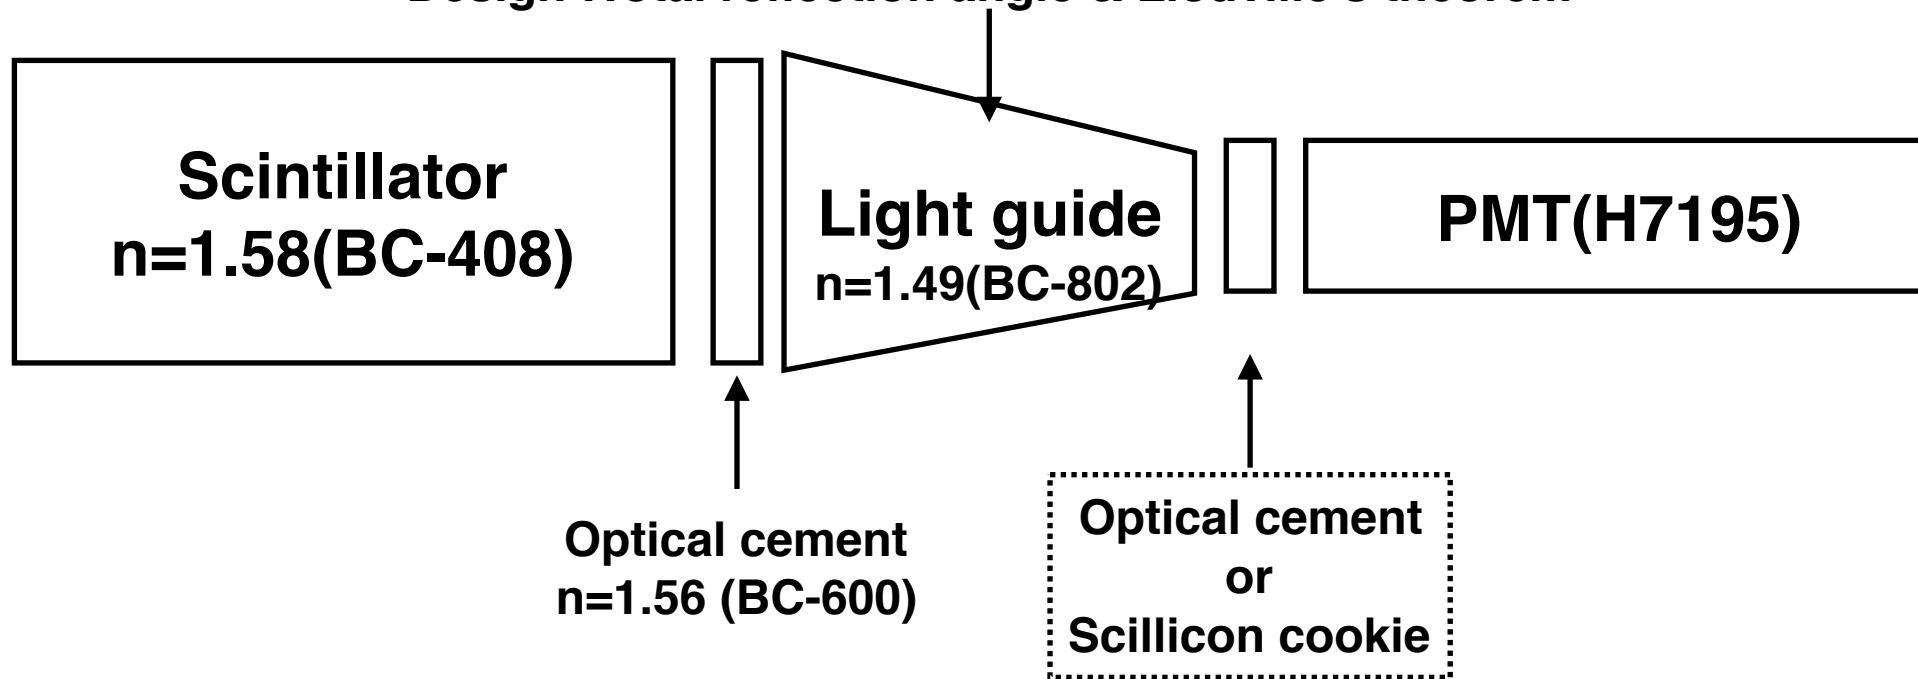 Scintillator
n=1.58(BC-408)
Light guide
n=1.49(BC-802)
PMT(H7195)
Optical cement
n=1.56 (BC-600)
Optical cement
or
Scillicon cookie